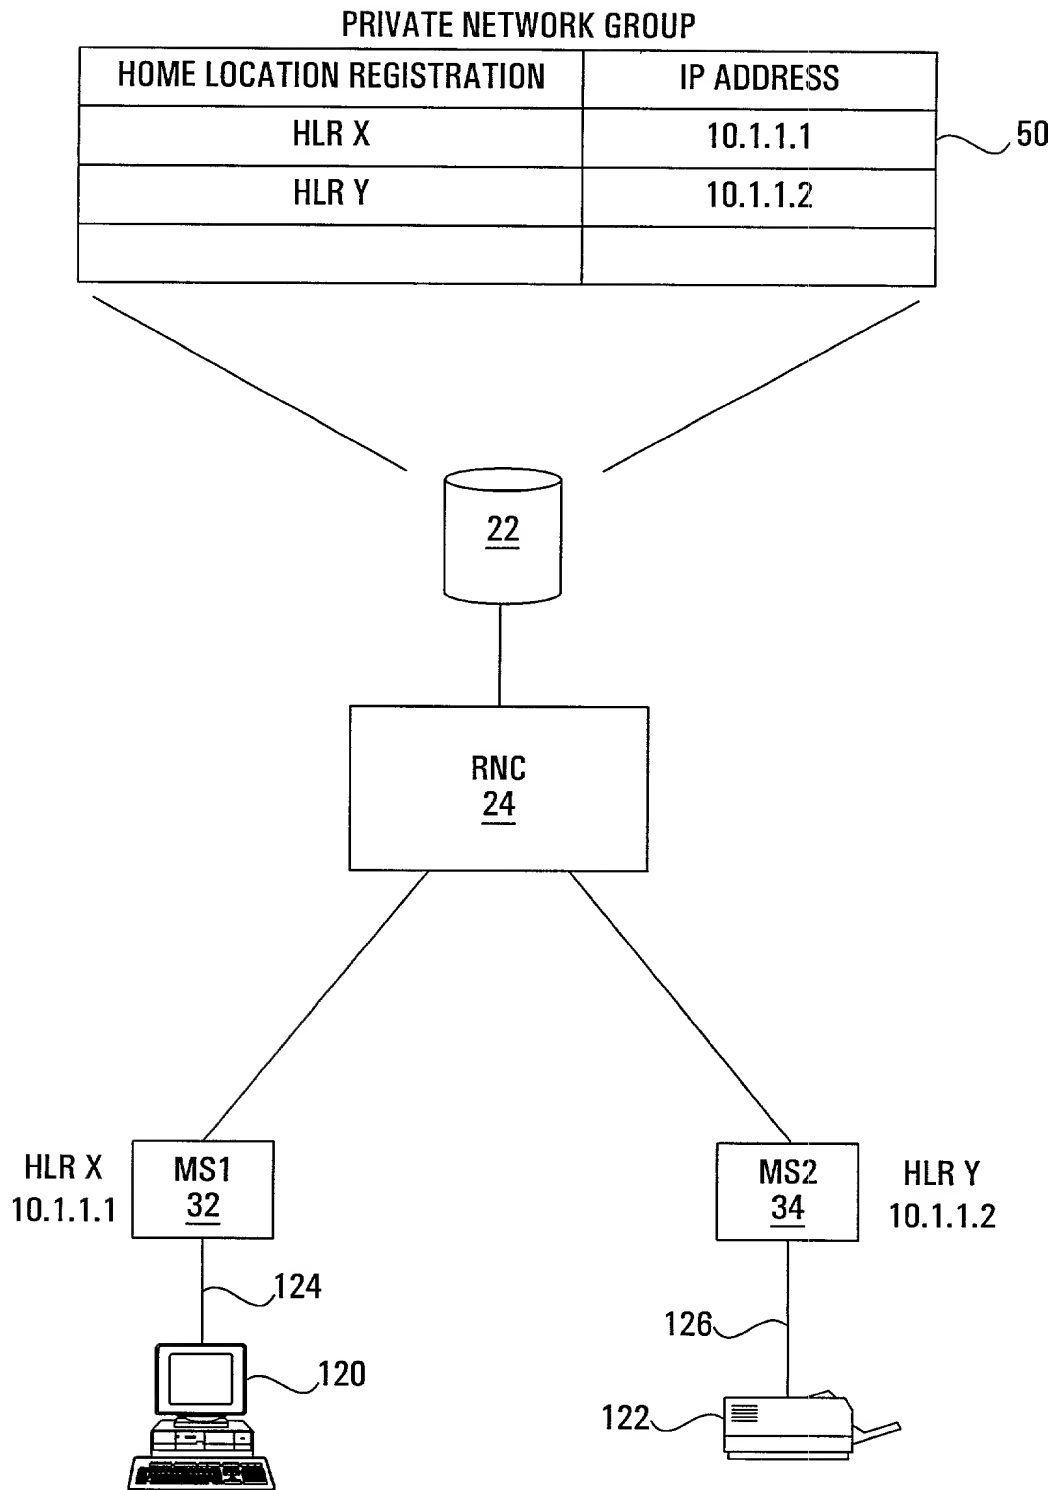 PRIVATE NETWORK GROUP
HOME LOCATION REGISTRATION IP ADDRESS
HLR X 10.1.1.1
HLR Y 10.1.1.2
50
22
RNC
24
HLR X
10.1.1.1
MS1
32
MS2
34
HLR Y
10.1.1.2
124
126
120
122